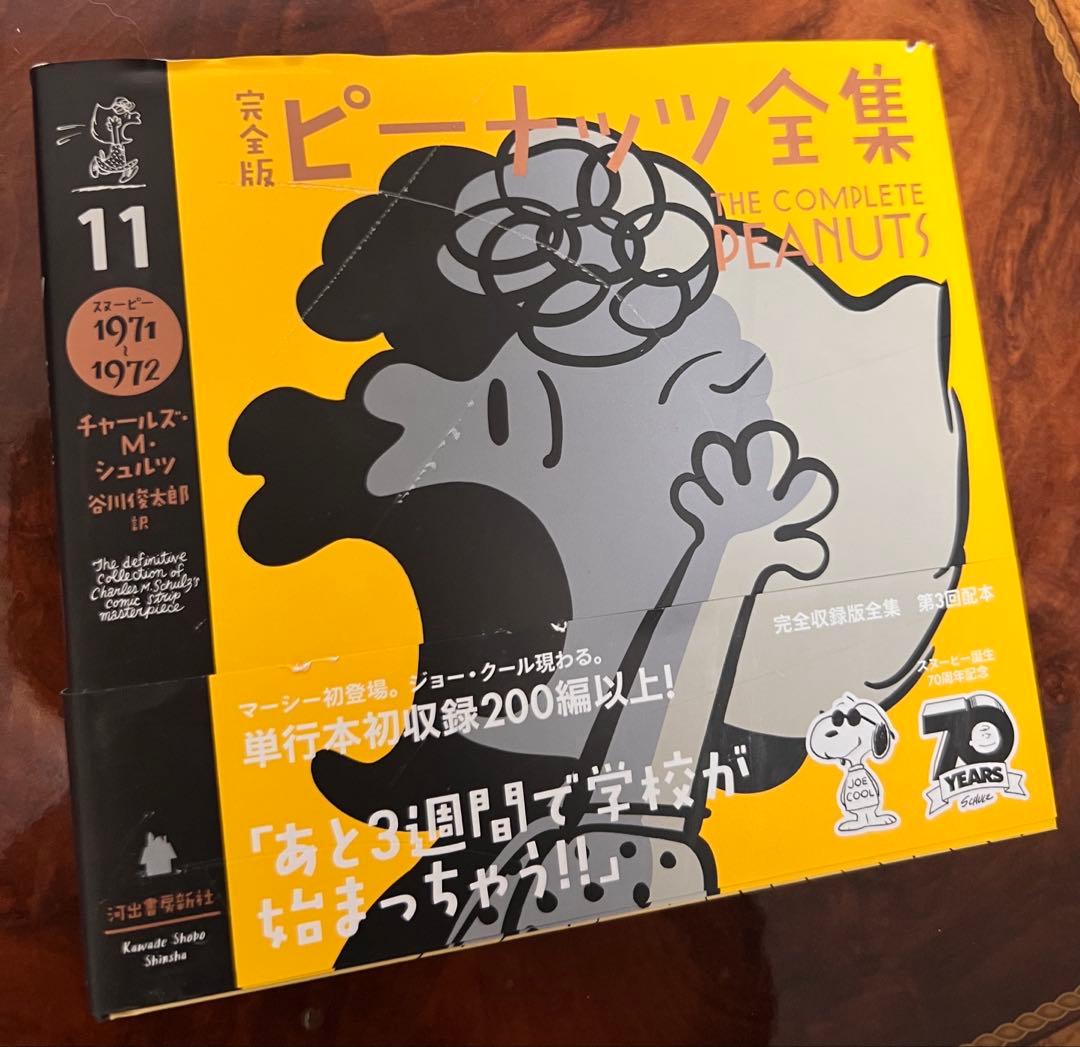 11
スヌーピー
1971
〜
1972
チャールズ・
M・
シュルツ
谷川俊太郎
訳
The definitive
collection of
Charles M. Schulz's
comic strip
masterpiece
河出書房新社
Kawade Shobo
Shinsha
完全版
ピーナッツ全集
THE COMPLETE
PEANUTS
完全収録版全集 第3回配本
マーシー初登場。ジョー・クール現わる。
単行本初収録200編以上!
「あと3週間で学校が
始まっちゃう!!」
スヌーピー誕生
70周年記念
JOE
COOL
70
YEARS
SCHULZ